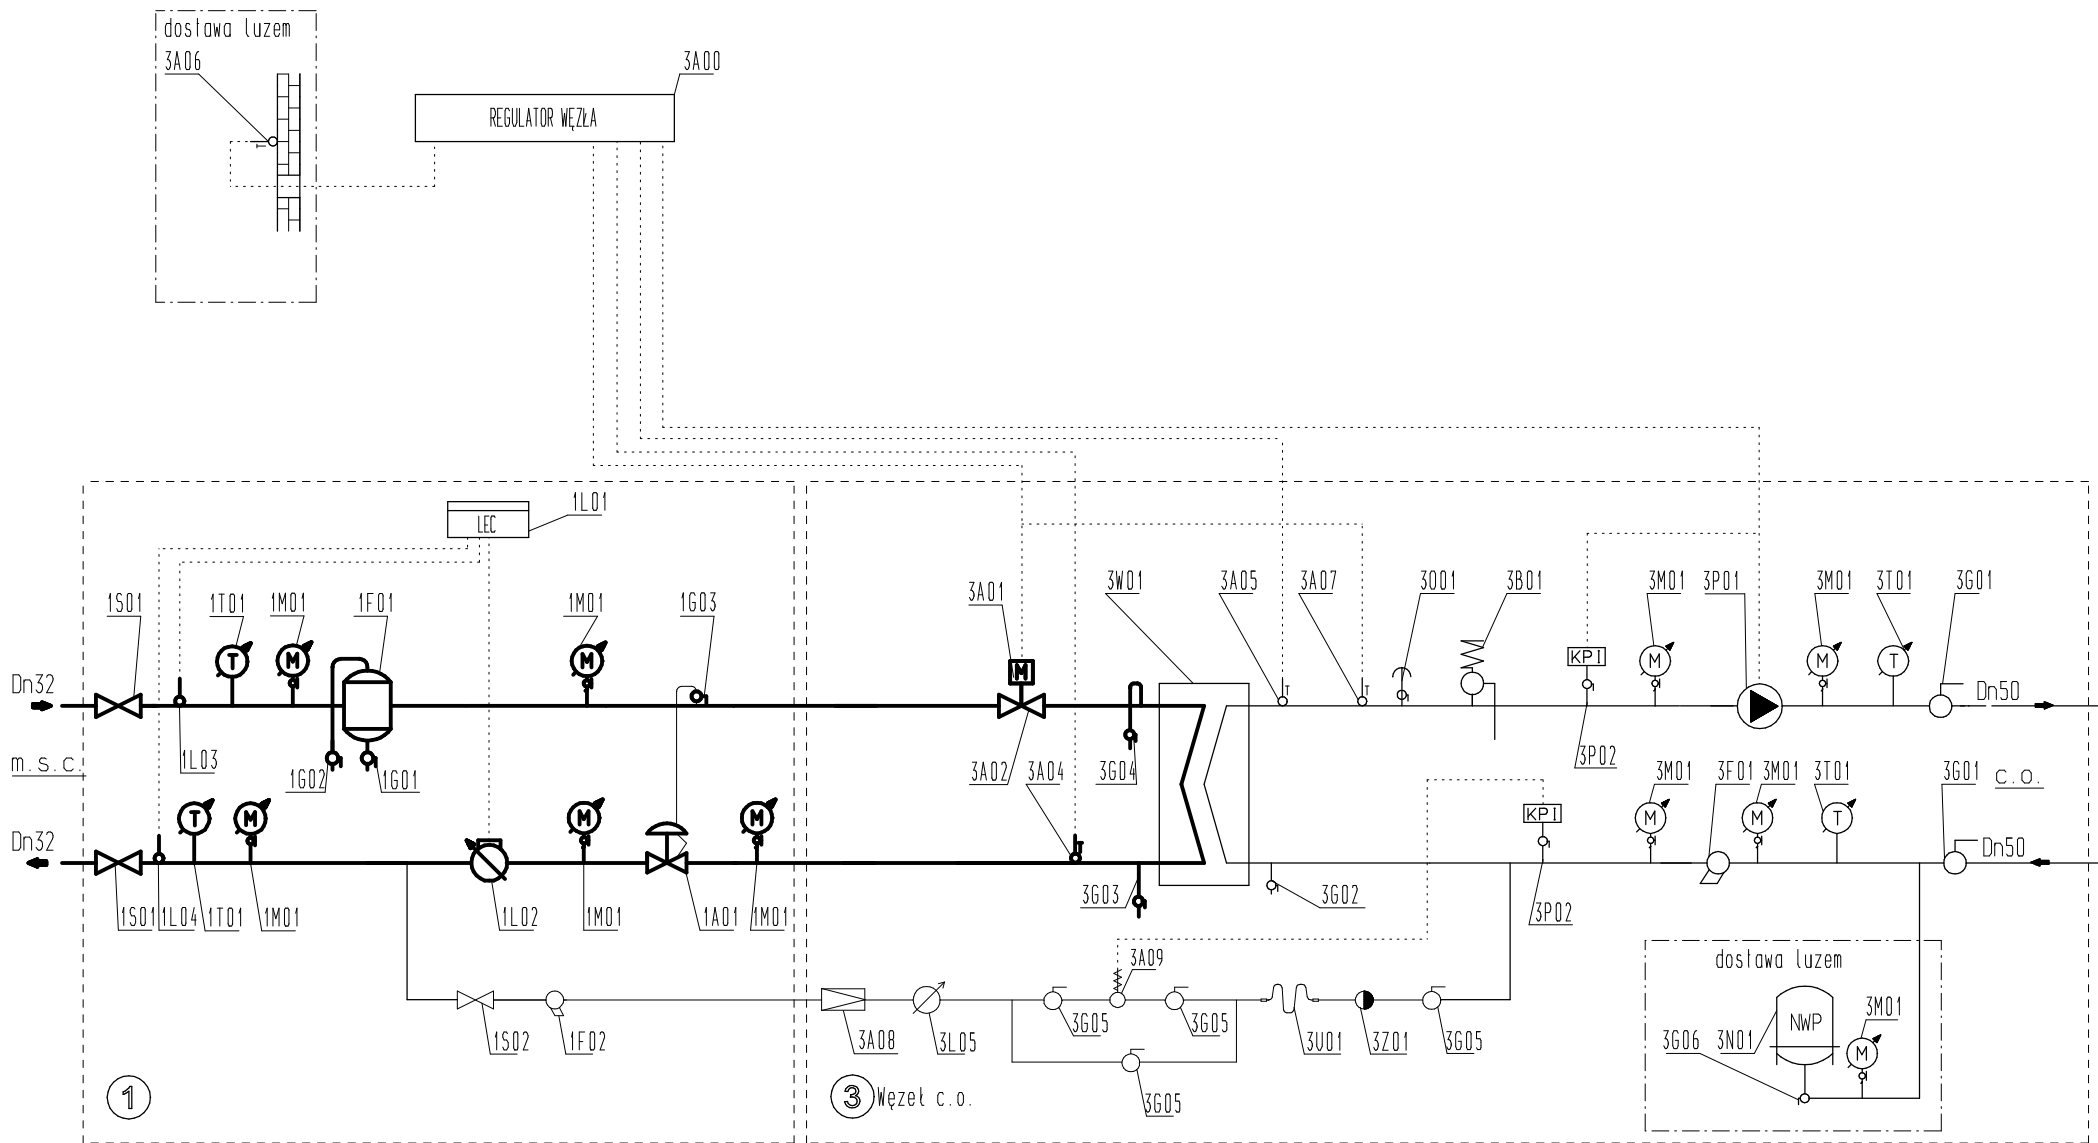 dostawa luzem
3A06
3A00
REGULATOR WĘZŁA
1L01
LEC
1S01
1T01
1M01
1F01
1M01
1G03
3A01
3W01
3A05
3A07
3O01
3B01
3M01
3P01
3M01
3T01
3G01
T
M
M
M
KPI
M
M
T
Dn32
Dn50
1L03
1G02
1G01
3A02
3A04
3G04
3P02
m.s.c.
3M01
3F01
3M01
3T01
3G01
c.o.
T
M
M
M
KPI
M
M
T
Dn32
Dn50
1S01
1L04
1T01
1M01
1L02
1M01
1A01
1M01
3G03
3G02
3P02
3A09
dostawa luzem
3G05
3G05
1S02
1F02
3A08
3L05
3U01
3Z01
3G05
3G06
3N01
NWP
3M01
M
3G05
1
3
Węzeł c.o.